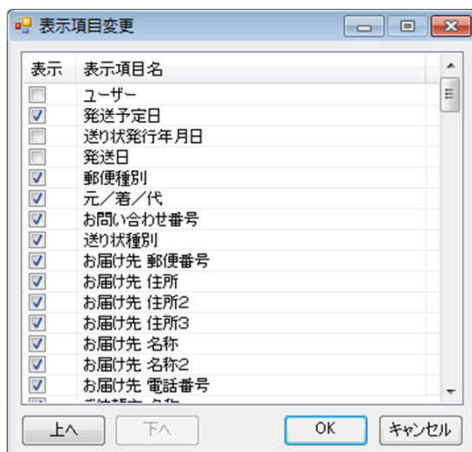 表示項目変更
表示 表示項目名
ユーザー
発送予定日
送り状発行年月日
発送日
郵便種別
元／着／代
お問い合わせ番号
送り状種別
お届け先 郵便番号
お届け先 住所
お届け先 住所2
お届け先 住所3
お届け先 名称
お届け先 名称2
お届け先 電話番号
上へ 下へ OK キャンセル